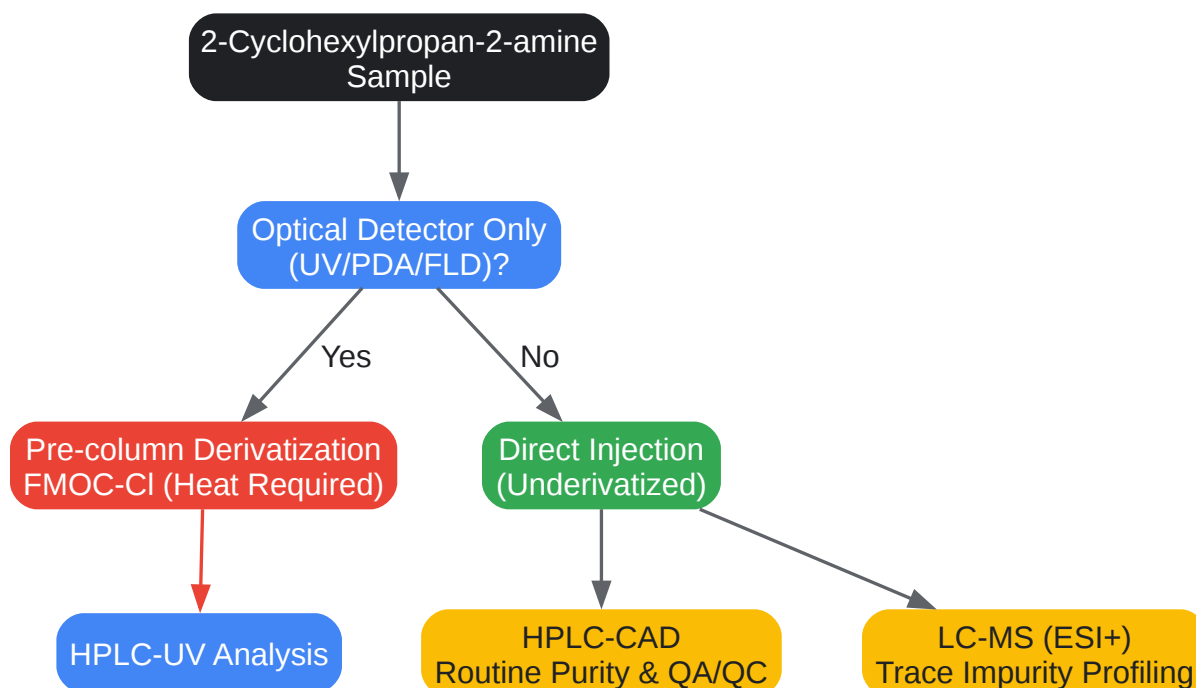 2-Cyclohexylpropan-2-amine
Sample
Optical Detector Only
(UV/PDA/FLD)?
Yes
No
Pre-column Derivatization
FMOC-Cl (Heat Required)
Direct Injection
(Underivatized)
HPLC-UV Analysis
HPLC-CAD
Routine Purity & QA/QC
LC-MS (ESI+)
Trace Impurity Profiling